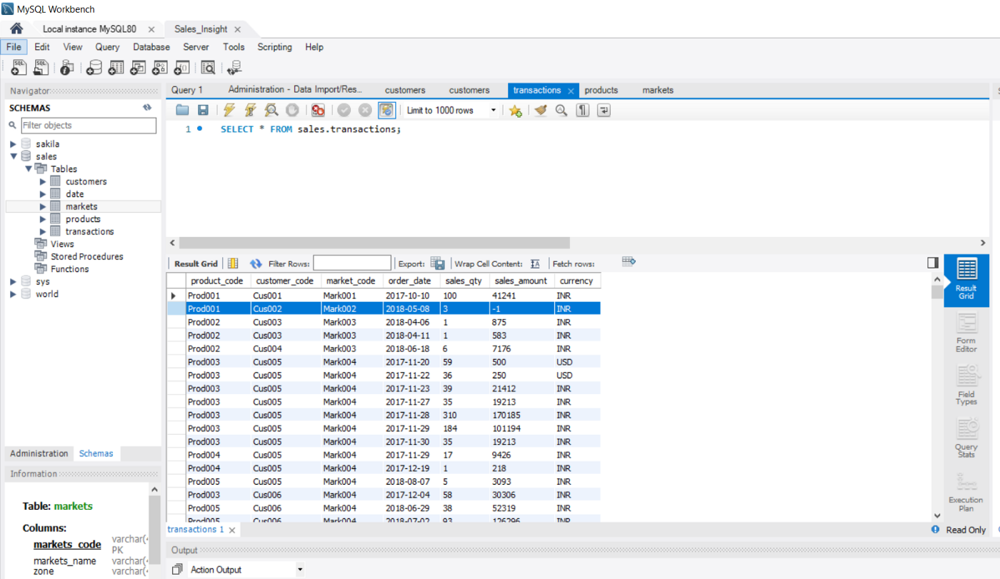 MySQL Workbench
Local instance MySQL80 Sales_Insight
File Edit View Query Database Server Tools Scripting Help
Navigator
SCHEMAS
Filter objects
sakila
sales
Tables
customers
date
markets
products
transactions
Views
Stored Procedures
Functions
sys
world
Administration Schemas
Information
Table: markets
Columns:
markets_code varchar(
PK
markets_name varchar(
zone varchar(
Query 1 Administration - Data Import/Res... customers customers transactions products markets
Limit to 1000 rows
1 SELECT * FROM sales.transactions;
Result Grid Filter Rows: Export: Wrap Cell Content: Fetch rows:
product_code customer_code market_code order_date sales_qty sales_amount currency
Prod001 Cus001 Mark001 2017-10-10 100 41241 INR
Prod001 Cus002 Mark002 2018-05-08 3 -1 INR
Prod002 Cus003 Mark003 2018-04-06 1 875 INR
Prod002 Cus003 Mark003 2018-04-11 1 583 INR
Prod002 Cus004 Mark003 2018-06-18 6 7176 INR
Prod003 Cus005 Mark004 2017-11-20 59 500 USD
Prod003 Cus005 Mark004 2017-11-22 36 250 USD
Prod003 Cus005 Mark004 2017-11-23 39 21412 INR
Prod003 Cus005 Mark004 2017-11-27 35 19213 INR
Prod003 Cus005 Mark004 2017-11-28 310 170185 INR
Prod003 Cus005 Mark004 2017-11-29 184 101194 INR
Prod003 Cus005 Mark004 2017-11-30 35 19213 INR
Prod004 Cus005 Mark004 2017-11-29 17 9426 INR
Prod004 Cus005 Mark004 2017-12-19 1 218 INR
Prod005 Cus005 Mark004 2018-08-07 5 3093 INR
Prod003 Cus006 Mark004 2017-12-04 58 30306 INR
Prod005 Cus006 Mark004 2018-06-29 38 52319 INR
Prod005 Cus006 Mark004 2018-07-02 93 126296 INR
Result
Grid
Form
Editor
Field
Types
Query
Stats
Execution
Plan
transactions 1
Read Only
Output
Action Output